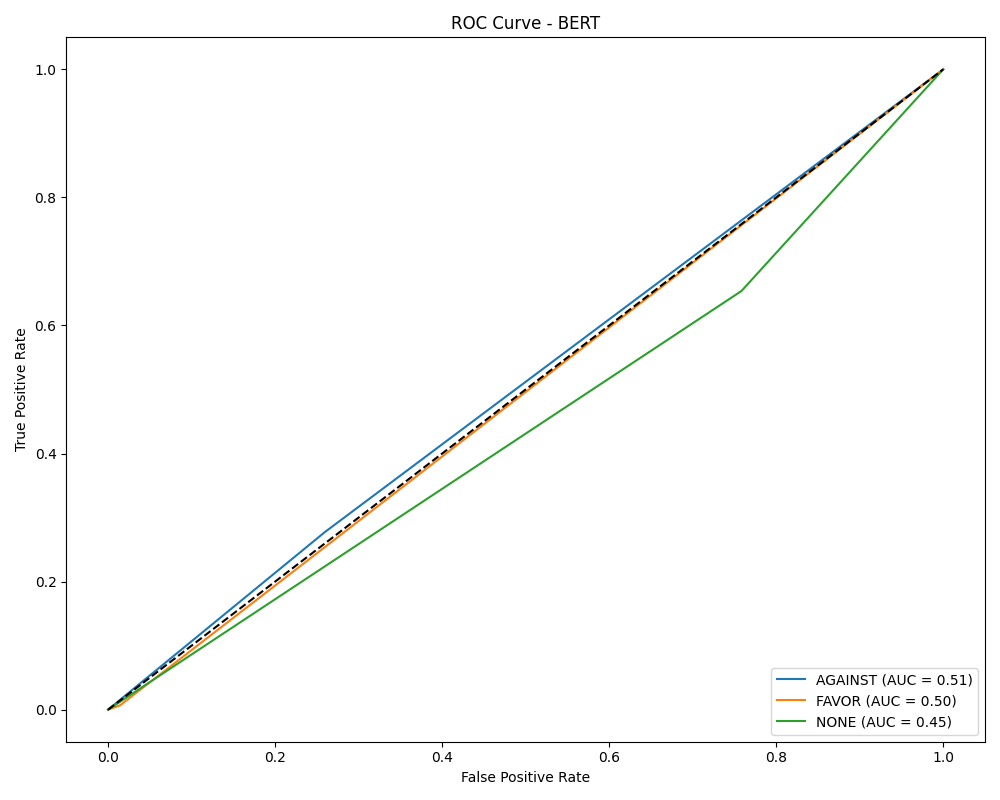 ROC Curve - BERT
True Positive Rate
1.0
0.8
0.6
0.4
0.2
0.0
0.0 0.2 0.4 0.6 0.8 1.0
False Positive Rate
AGAINST (AUC = 0.51)
FAVOR (AUC = 0.50)
NONE (AUC = 0.45)